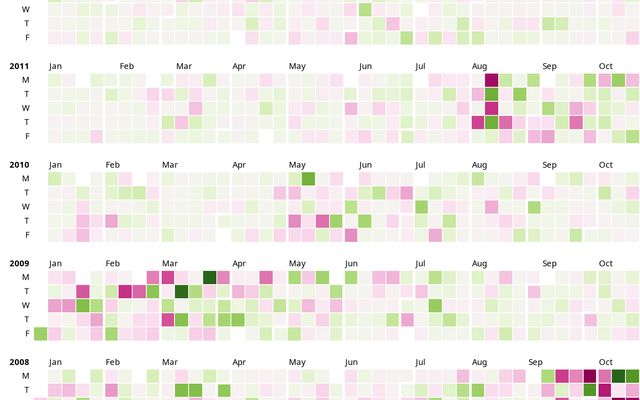 W
T
F
2011 Jan Feb Mar Apr May Jun Jul Aug Sep Oct
M
T
W
T
F
2010 Jan Feb Mar Apr May Jun Jul Aug Sep Oct
M
T
W
T
F
2009 Jan Feb Mar Apr May Jun Jul Aug Sep Oct
M
T
W
T
F
2008 Jan Feb Mar Apr May Jun Jul Aug Sep Oct
M
T